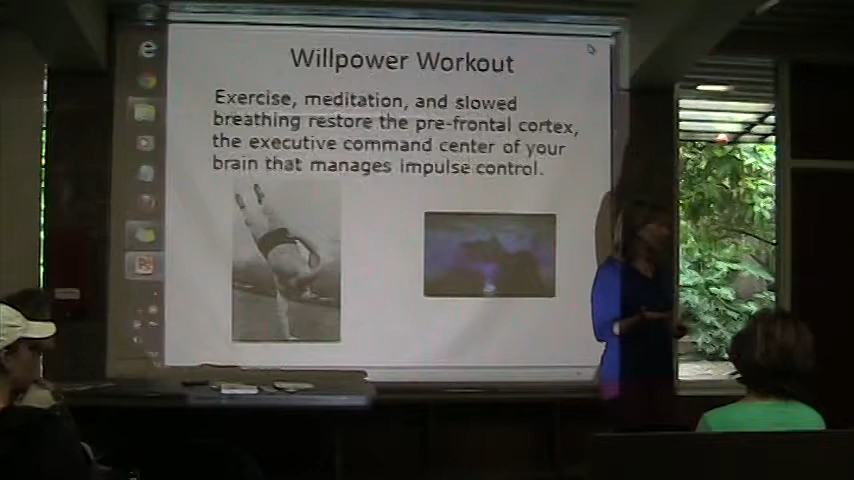 Willpower Workout
Exercise, meditation, and slowed
breathing restore the pre-frontal cortex,
the executive command center of your
brain that manages impulse control.